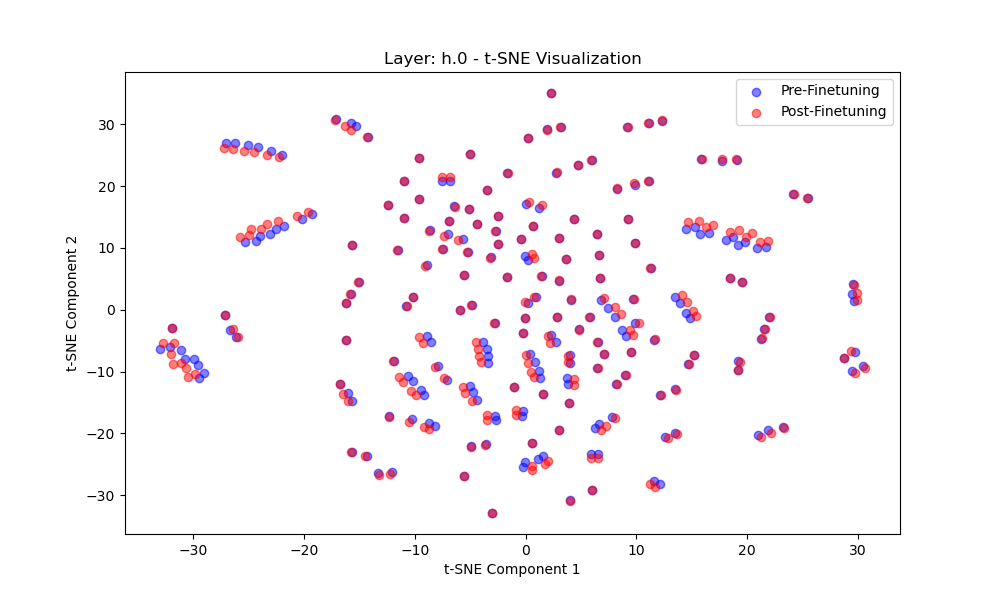 Layer: h.0 - t-SNE Visualization
Pre-Finetuning
Post-Finetuning
30
20
10
0
−10
−20
−30
t-SNE Component 2
−30
−20
−10
0
10
20
30
t-SNE Component 1